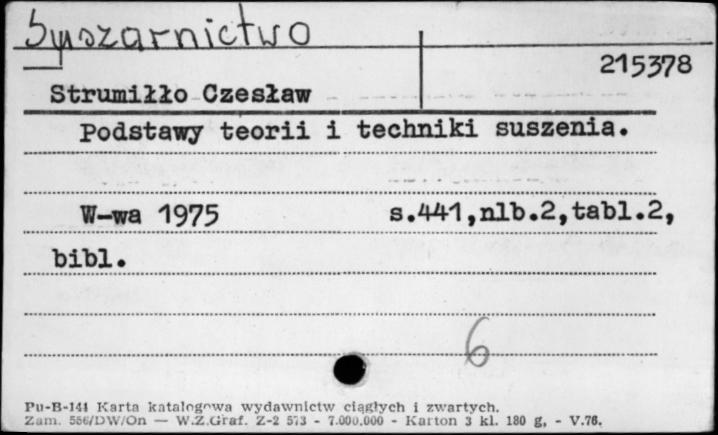 Suszarnictwo
215378
Strumiłło Czesław
Podstawy teorii i techniki suszenia.
W-wa 1975 s.441,nlb.2,tabl.2,
bibl.
6
Pu-B-141 Karta katalogowa wydawnictw ciągłych i zwartych.
Zam. 556/DW/On — W.Z.Graf. Z-2 573 - 7.000.000 - Karton 3 kl. 180 g, - V.76.